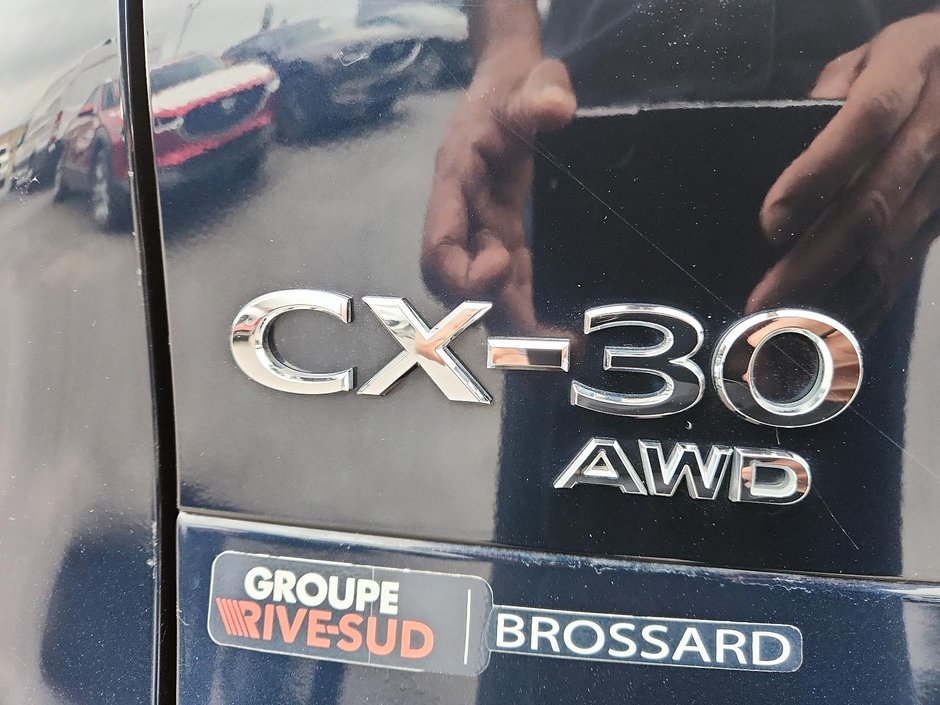 CX-30
AWD
GROUPE
RIVE-SUD
BROSSARD